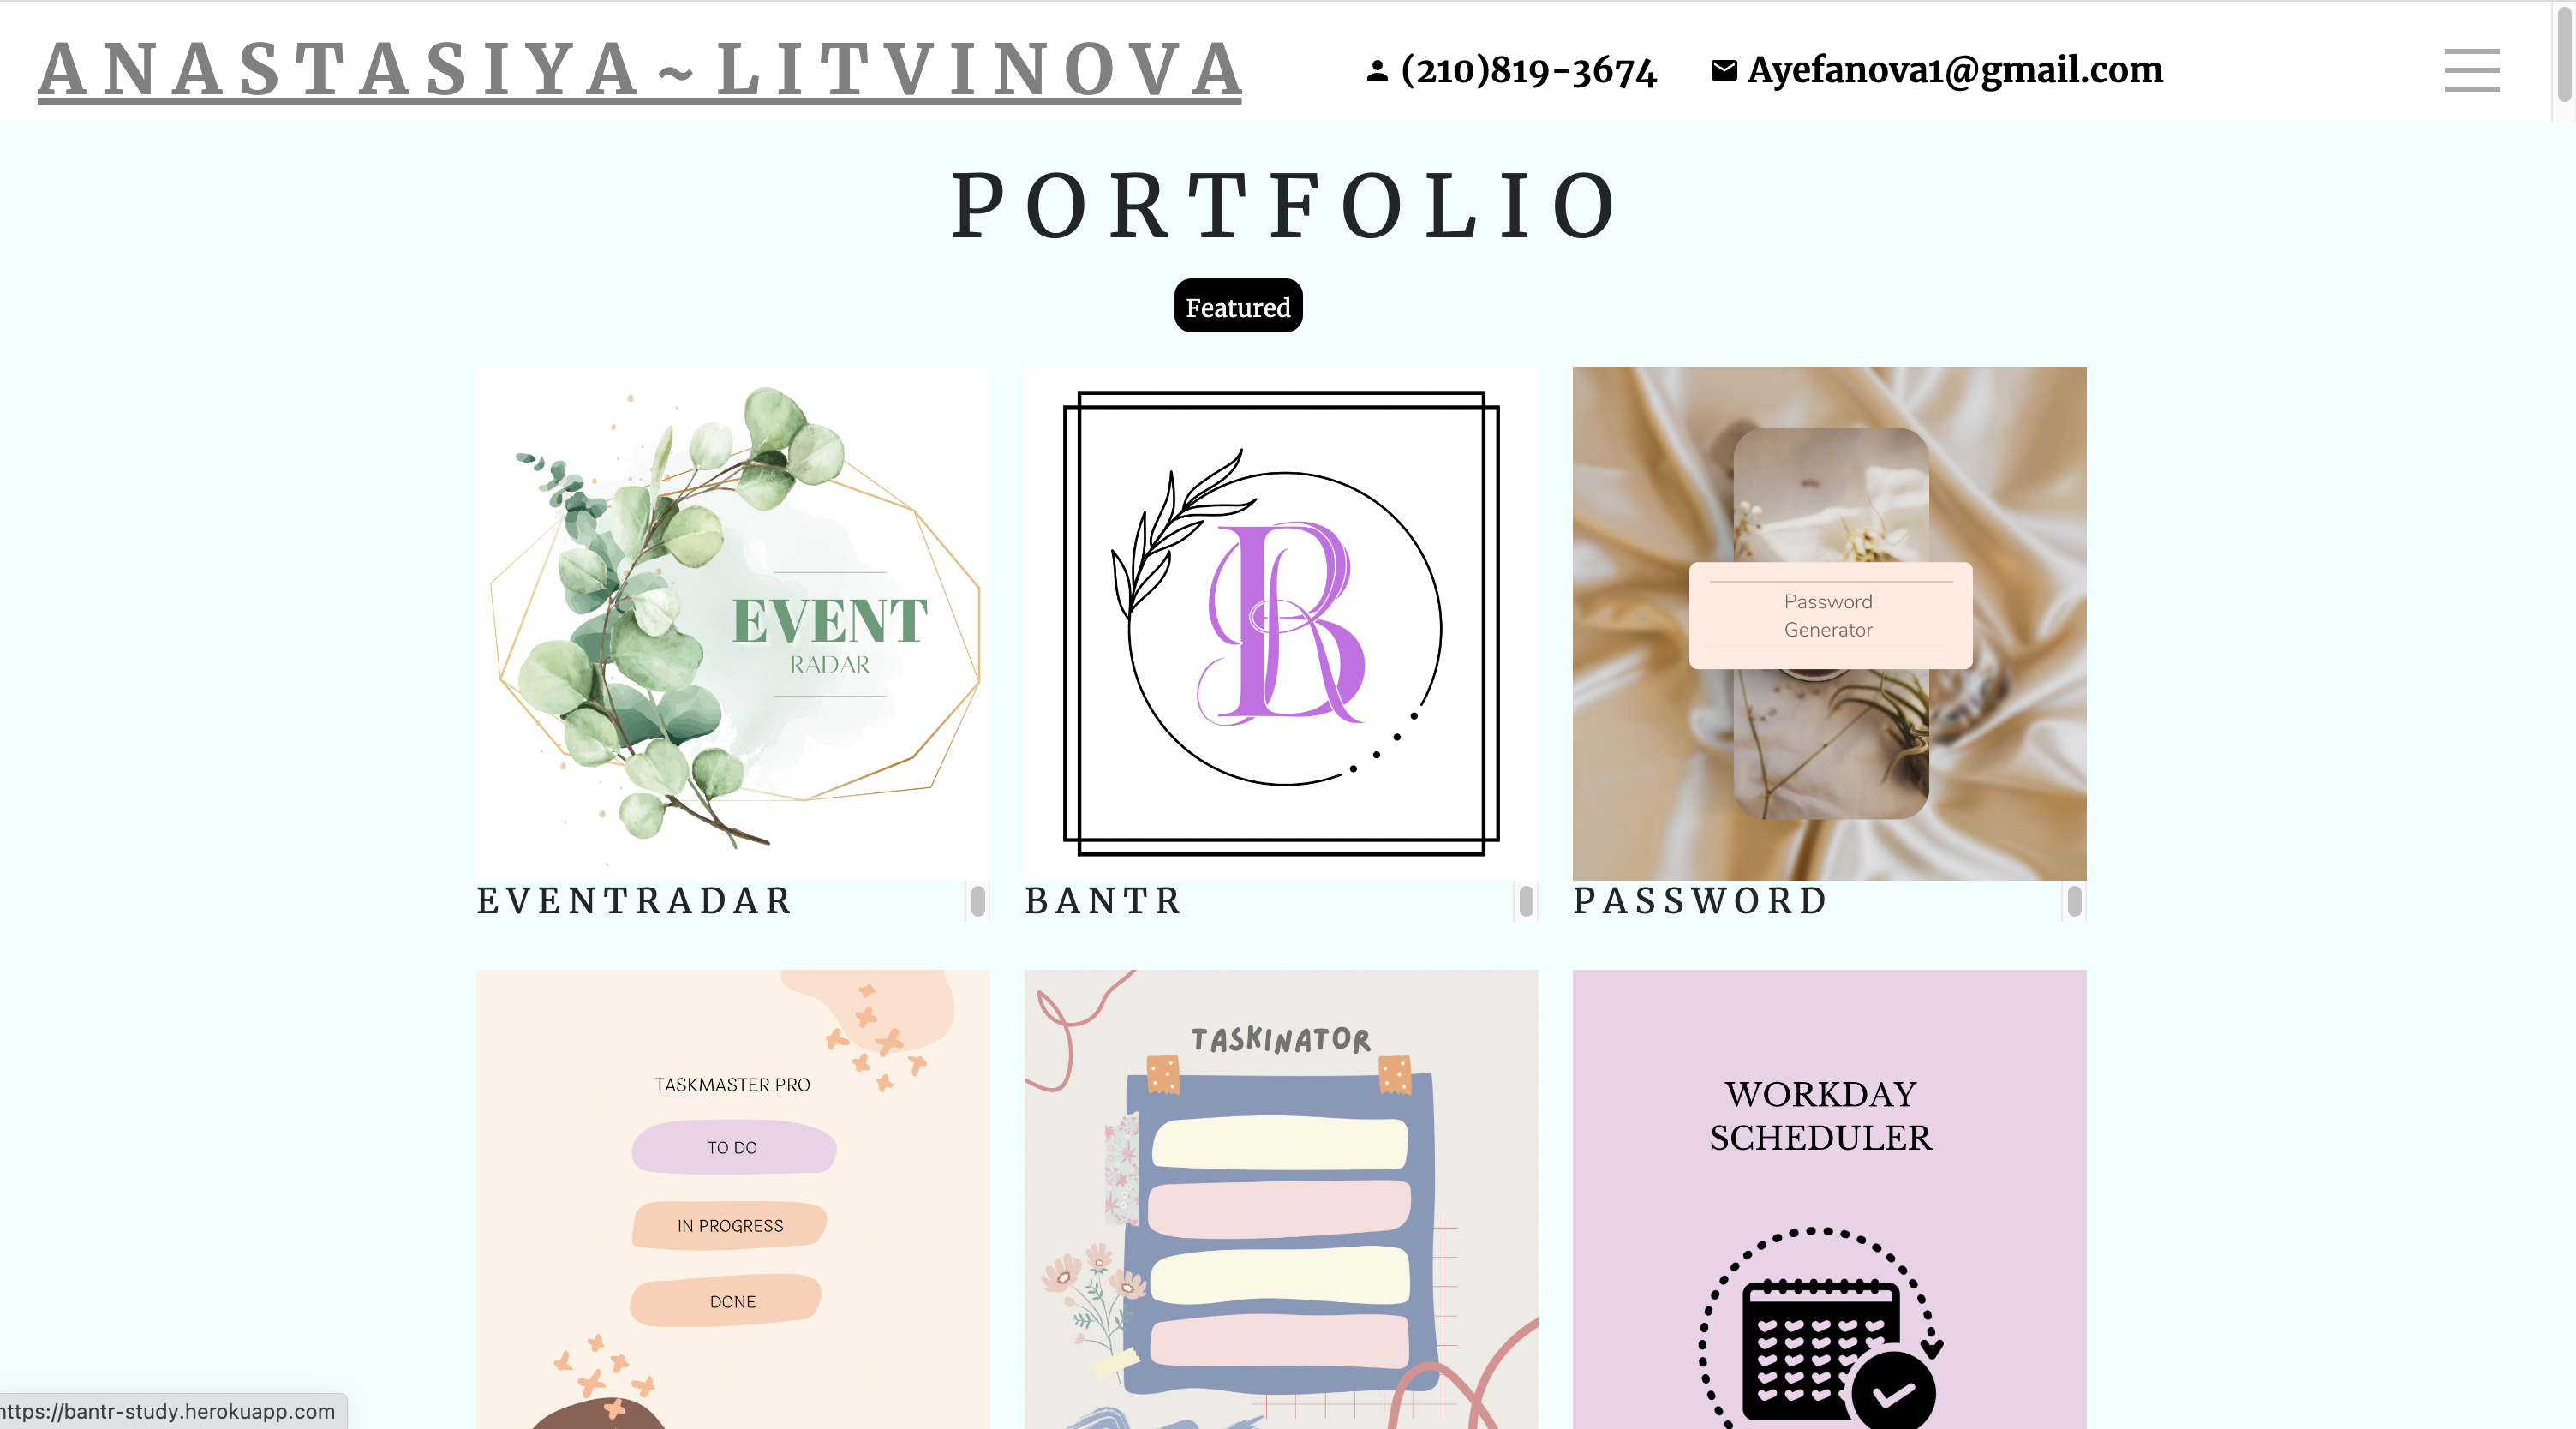 ANASTASIYA~LITVINOVA (210)819-3674 Ayefanova1@gmail.com
PORTFOLIO
Featured
EVENT
RADAR
B
Password
Generator
EVENTRADAR
BANTR
PASSWORD
TASKMASTER PRO
TO DO
IN PROGRESS
DONE
TASKINATOR
WORKDAY
SCHEDULER
https://bantr-study.herokuapp.com